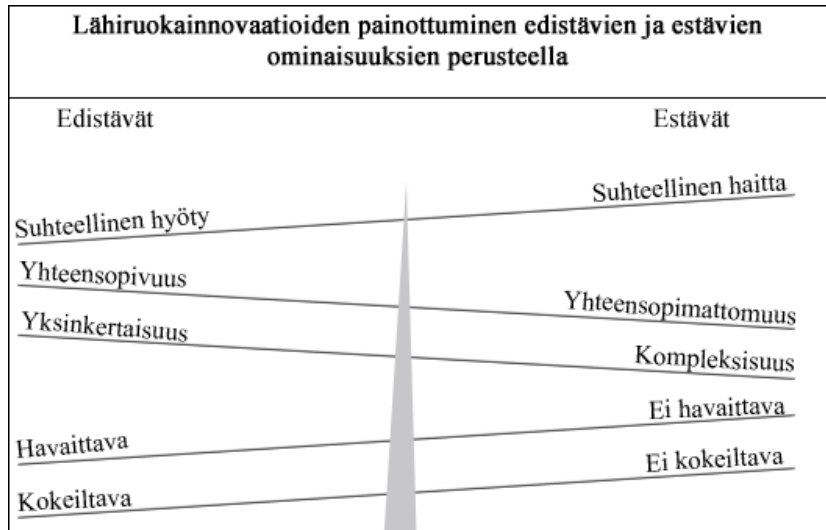 Lähiruokainnovaatioiden painottuminen edistävien ja estävien
ominaisuuksien perusteella
Edistävät
Estävät
Suhteellinen hyöty
Suhteellinen haitta
Yhteensopivuus
Yhteensopimattomuus
Yksinkertaisuus
Kompleksisuus
Havaittava
Ei havaittava
Kokeiltava
Ei kokeiltava